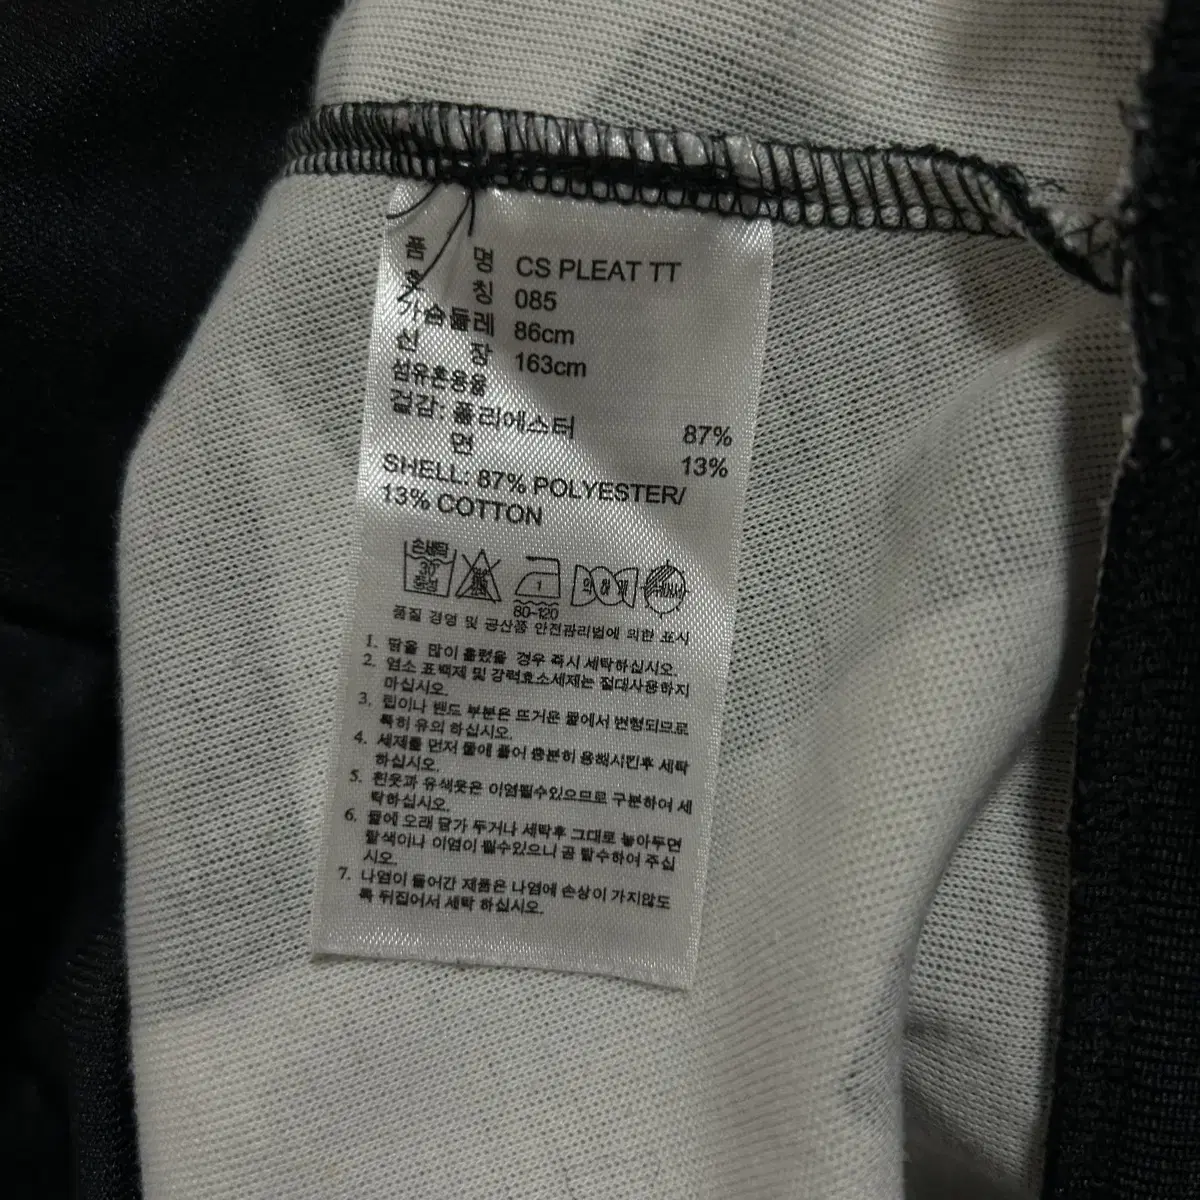 품 명 CS PLEAT TT
호 칭 085
가슴둘레 86cm
신 장 163cm
섬유혼용율
겉감: 폴리에스터 87%
면 13%
SHELL: 87% POLYESTER/
13% COTTON
손세탁
30°
중성
1
80-120
약하게
품질 경영 및 공산품 안전관리법에 의한 표시
1. 땀을 많이 흘렸을 경우 즉시 세탁하십시오.
2. 염소 표백제 및 강력효소세제는 절대사용하지
마십시오.
3. 립이나 밴드 부분은 뜨거운 물에서 변형되므로
특히 유의 하십시오.
4. 세제를 먼저 물에 풀어 충분히 용해시킨후 세탁
하십시오.
5. 흰옷과 유색옷은 이염될수있으므로 구분하여 세
탁하십시오.
6. 물에 오래 담가 두거나 세탁후 그대로 놓아두면
탈색이나 이염이 될수있으니 곧 탈수하여 주십
시오.
7. 나염이 들어간 제품은 나염에 손상이 가지않도
록 뒤집어서 세탁 하십시오.